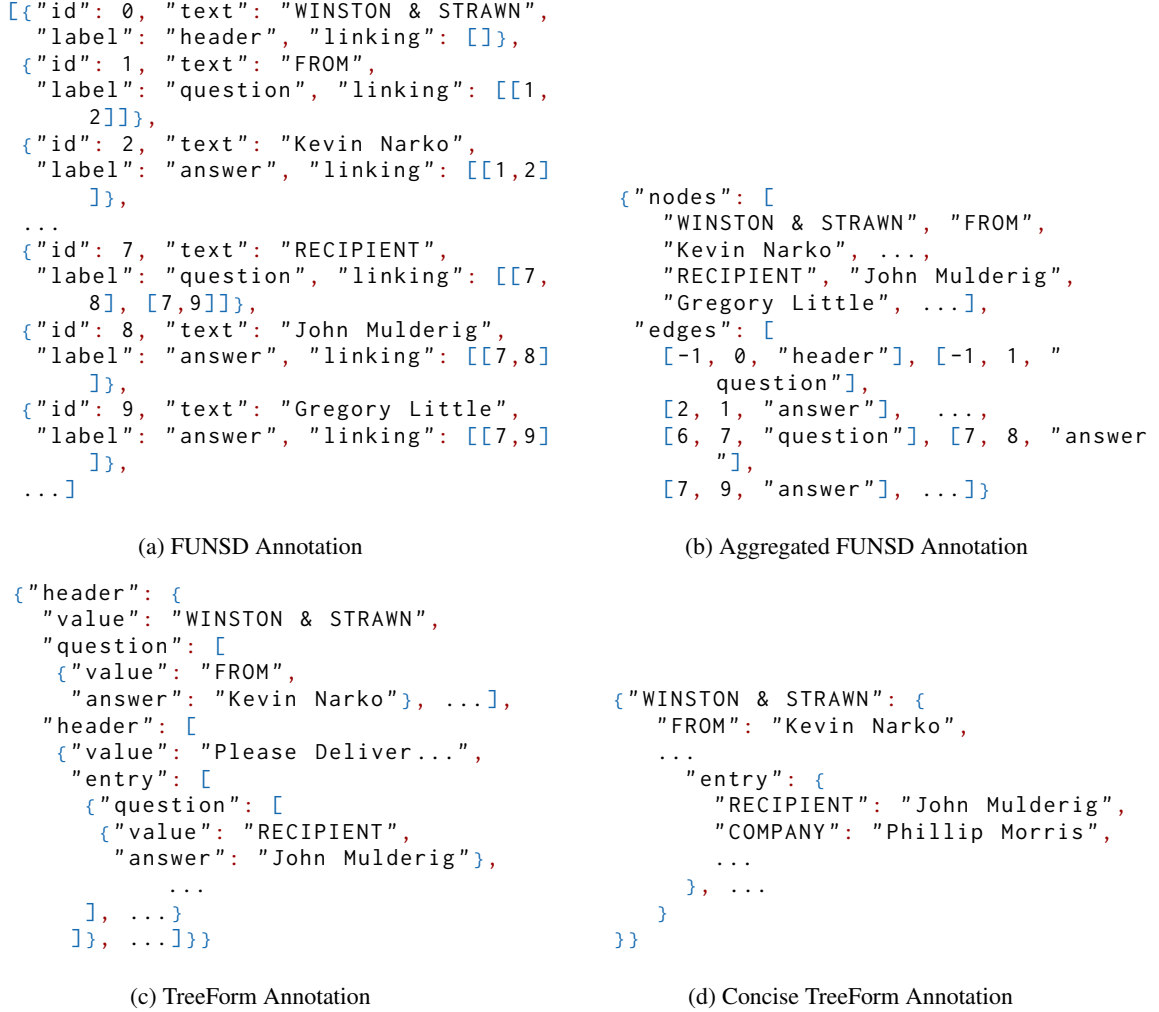 [{"id": 0, "text": "WINSTON & STRAWN",
"label": "header", "linking": []},
{"id": 1, "text": "FROM",
"label": "question", "linking": [[1,
2]]},
{"id": 2, "text": "Kevin Narko",
"label": "answer", "linking": [[1,2]
]},
...
{"id": 7, "text": "RECIPIENT",
"label": "question", "linking": [[7,
8], [7,9]]},
{"id": 8, "text": "John Mulderig",
"label": "answer", "linking": [[7,8]
]},
{"id": 9, "text": "Gregory Little",
"label": "answer", "linking": [[7,9]
]},
...]
(a) FUNSD Annotation
{"nodes": [
"WINSTON & STRAWN", "FROM",
"Kevin Narko", ...,
"RECIPIENT", "John Mulderig",
"Gregory Little", ...],
"edges": [
[-1, 0, "header"], [-1, 1, "
question"],
[2, 1, "answer"], ...,
[6, 7, "question"], [7, 8, "answer
"],
[7, 9, "answer"], ...]}
(b) Aggregated FUNSD Annotation
{"header": {
"value": "WINSTON & STRAWN",
"question": [
{"value": "FROM",
"answer": "Kevin Narko"}, ...],
"header": [
{"value": "Please Deliver...",
"entry": [
{"question": [
{"value": "RECIPIENT",
"answer": "John Mulderig"},
...
], ...}
]}, ...]}}
(c) TreeForm Annotation
{"WINSTON & STRAWN": {
"FROM": "Kevin Narko",
...
"entry": {
"RECIPIENT": "John Mulderig",
"COMPANY": "Phillip Morris",
...
}, ...
}
}}
(d) Concise TreeForm Annotation